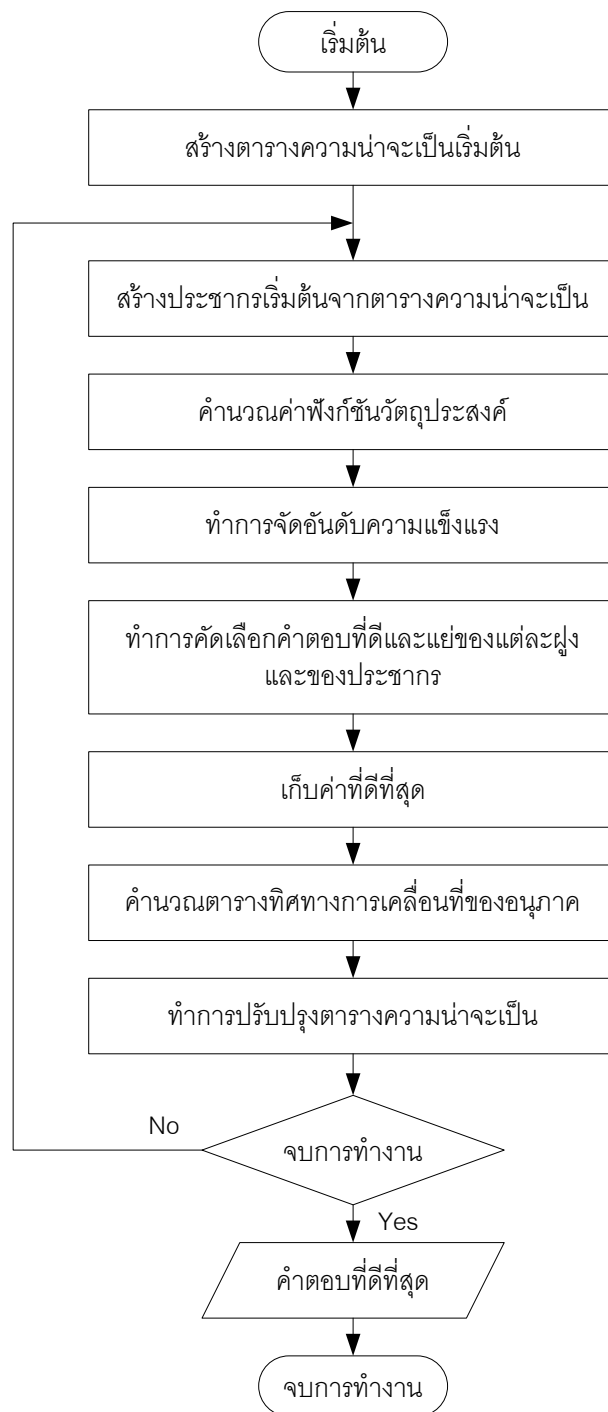 เริ่มต้น
สร้างตารางความน่าจะเป็นเริ่มต้น
สร้างประชากรเริ่มต้นจากตารางความน่าจะเป็น
คำนวณค่าฟังก์ชันวัตถุประสงค์
ทำการจัดอันดับความแข็งแรง
ทำการคัดเลือกคำตอบที่ดีและแย่ของแต่ละฝูง
และของประชากร
เก็บค่าที่ดีที่สุด
คำนวณตารางทิศทางการเคลื่อนที่ของอนุภาค
ทำการปรับปรุงตารางความน่าจะเป็น
No
จบการทำงาน
Yes
คำตอบที่ดีที่สุด
จบการทำงาน